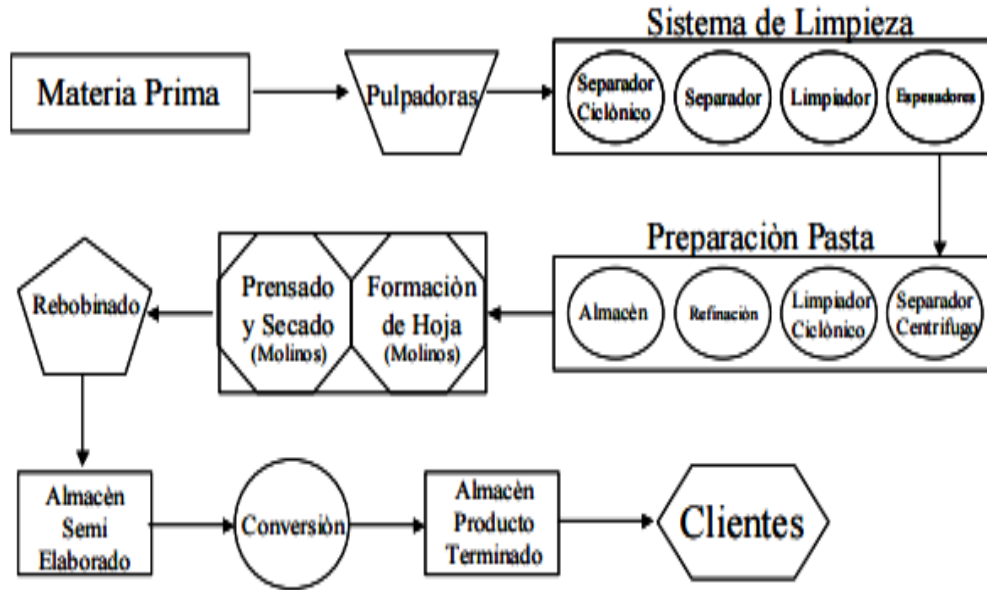 Sistema de Limpieza
Materia Prima
Pulpadoras
Separador
Ciclònico
Separador
Limpiador
Espesadores
Preparaciòn Pasta
Almacèn
Refinaciòn
Limpiador
Ciclònico
Separador
Centrifugo
Formaciòn
de Hoja
(Molinos)
Prensado
y Secado
(Molinos)
Rebobinado
Almacèn
Semi
Elaborado
Conversiòn
Almacèn
Producto
Terminado
Clientes